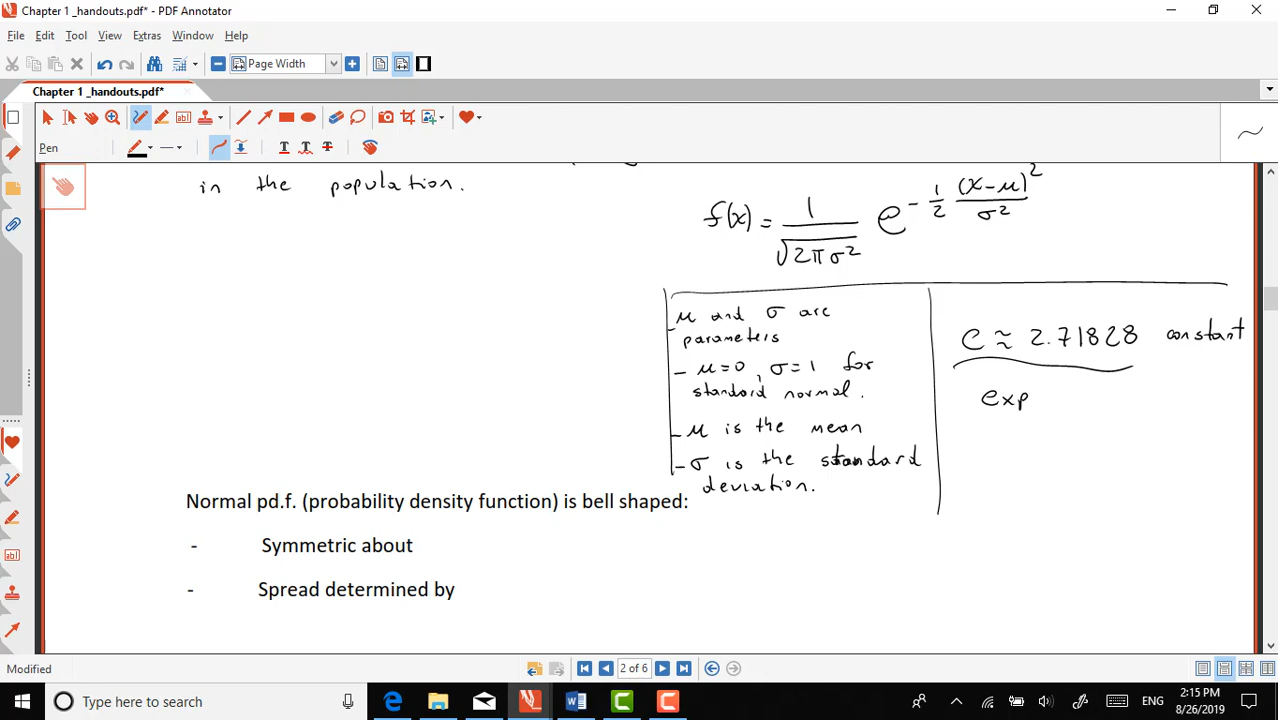 Chapter 1 _handouts.pdf* - PDF Annotator
File Edit Tool View Extras Window Help
Page Width
Chapter 1 _handouts.pdf*
Pen
in the population.
f(x) = 1/√2πσ² e^-1/2 (x-μ)²/σ²
μ and σ are
parameters
- μ=0, σ=1 for
standard normal.
- μ is the mean
- σ is the standard
deviation.
e ≈ 2.71828 constant
exp
Normal pd.f. (probability density function) is bell shaped:
- Symmetric about
- Spread determined by
Modified
2 of 6
Type here to search
ENG
2:15 PM
8/26/2019